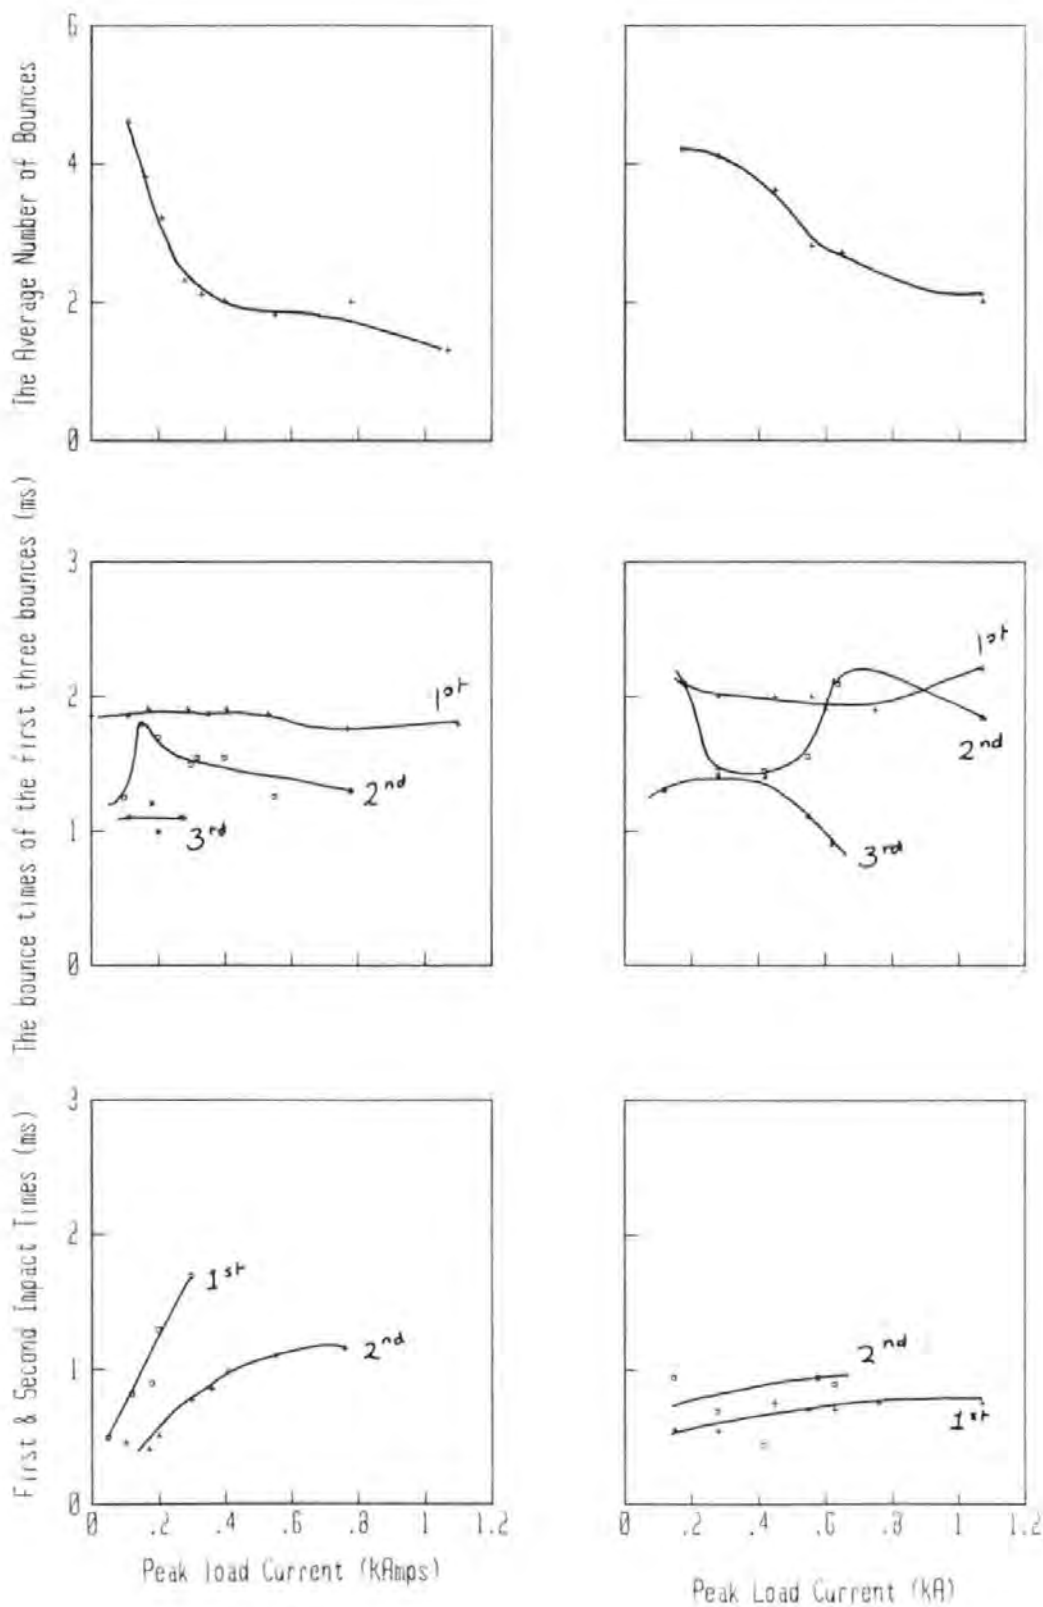 The Average Number of Bounces
6
4
2
0
The bounce times of the first three bounces (ms)
3
2
1
0
1st
2nd
3rd
1st
2nd
3rd
First & Second Impact Times (ms)
3
2
1
0
1st
2nd
2nd
1st
0 .2 .4 .6 .8 1 1.2
0 .2 .4 .6 .8 1 1.2
Peak load Current (KAmps)
Peak Load Current (kA)